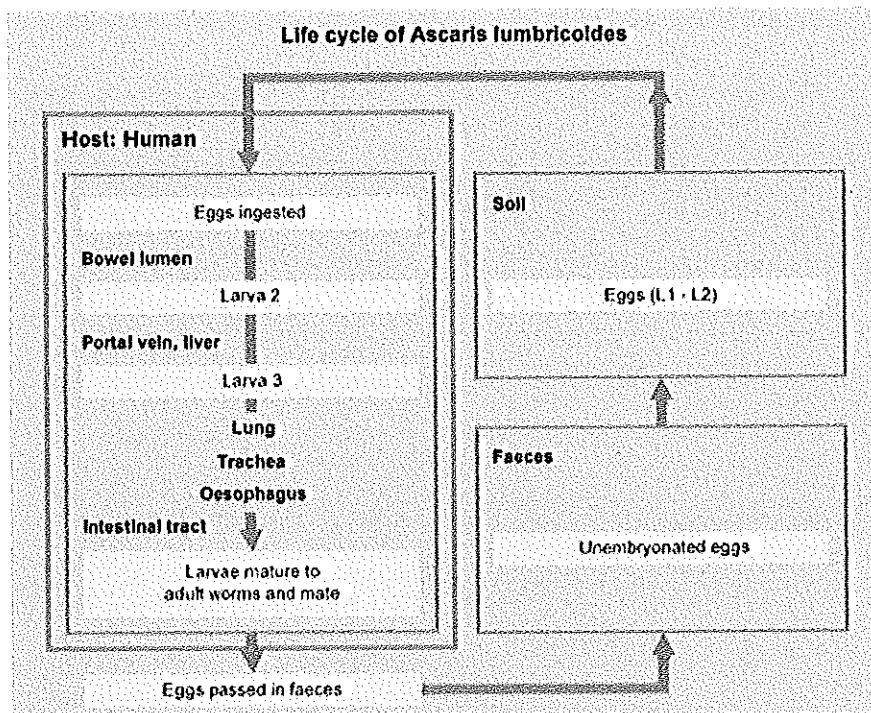 Life cycle of Ascaris lumbricoides
Host: Human
Eggs ingested
Bowel lumen
Larva 2
Portal vein, liver
Larva 3
Lung
Trachea
Oesophagus
Intestinal tract
Larvae mature to
adult worms and mate
Eggs passed in faeces
Soil
Eggs (L1 - L2)
Faeces
Unembryonated eggs